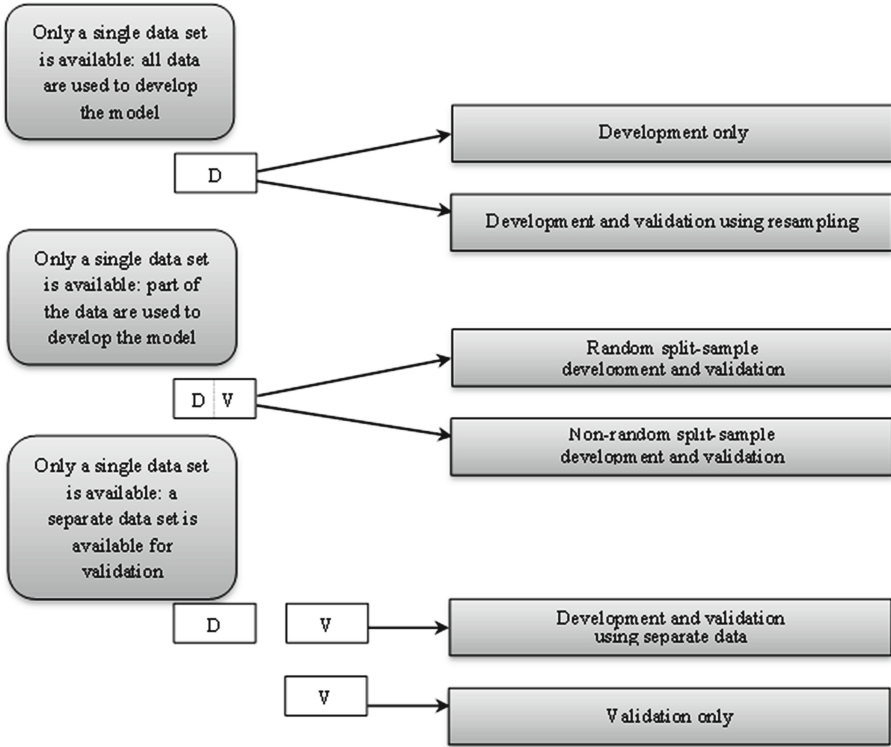 Only a single data set
is available: all data
are used to develop
the model
D
Development only
Development and validation using resampling
Only a single data set
is available: part of
the data are used to
develop the model
D V
Random split-sample
development and validation
Non-random split-sample
development and validation
Only a single data set
is available: a
separate data set is
available for
validation
D
V
Development and validation
using separate data
V
Validation only